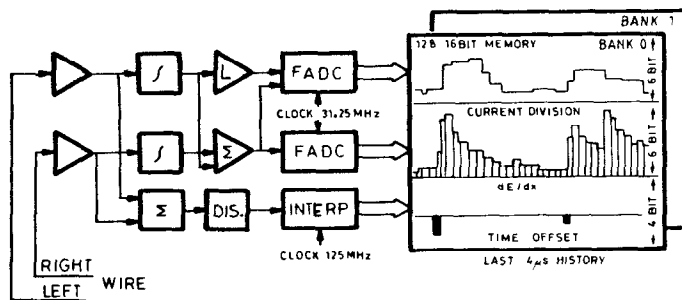 BANK 1
128 16BIT MEMORY BANK 0
6 BIT
∫ L FADC
CLOCK 31.25 MHz
CURRENT DIVISION
∫ Σ FADC
6 BIT
dE/dx
Σ DIS. INTERP
4 BIT
CLOCK 125 MHz
TIME OFFSET
RIGHT
LEFT
WIRE
LAST 4μs HISTORY